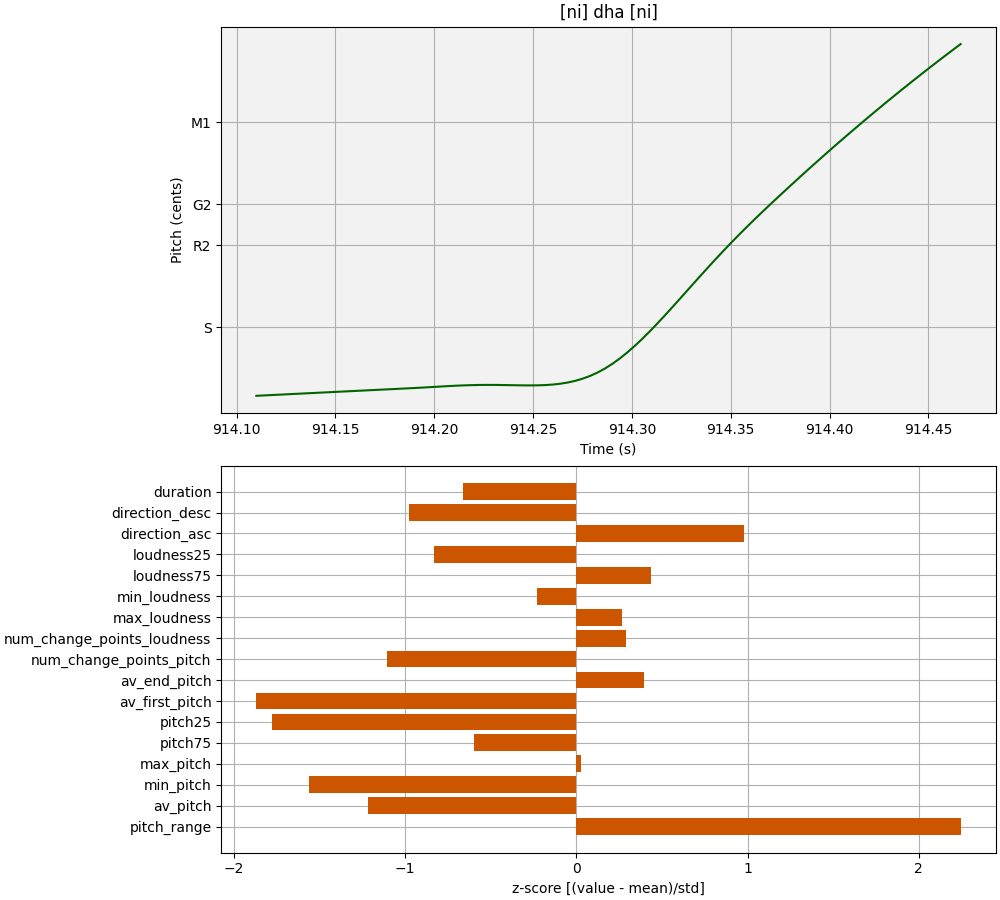 [ni] dha [ni]
Pitch (cents)
M1
G2
R2
S
914.10 914.15 914.20 914.25 914.30 914.35 914.40 914.45
Time (s)
duration
direction_desc
direction_asc
loudness25
loudness75
min_loudness
max_loudness
num_change_points_loudness
num_change_points_pitch
av_end_pitch
av_first_pitch
pitch25
pitch75
max_pitch
min_pitch
av_pitch
pitch_range
−2 −1 0 1 2
z-score [(value - mean)/std]